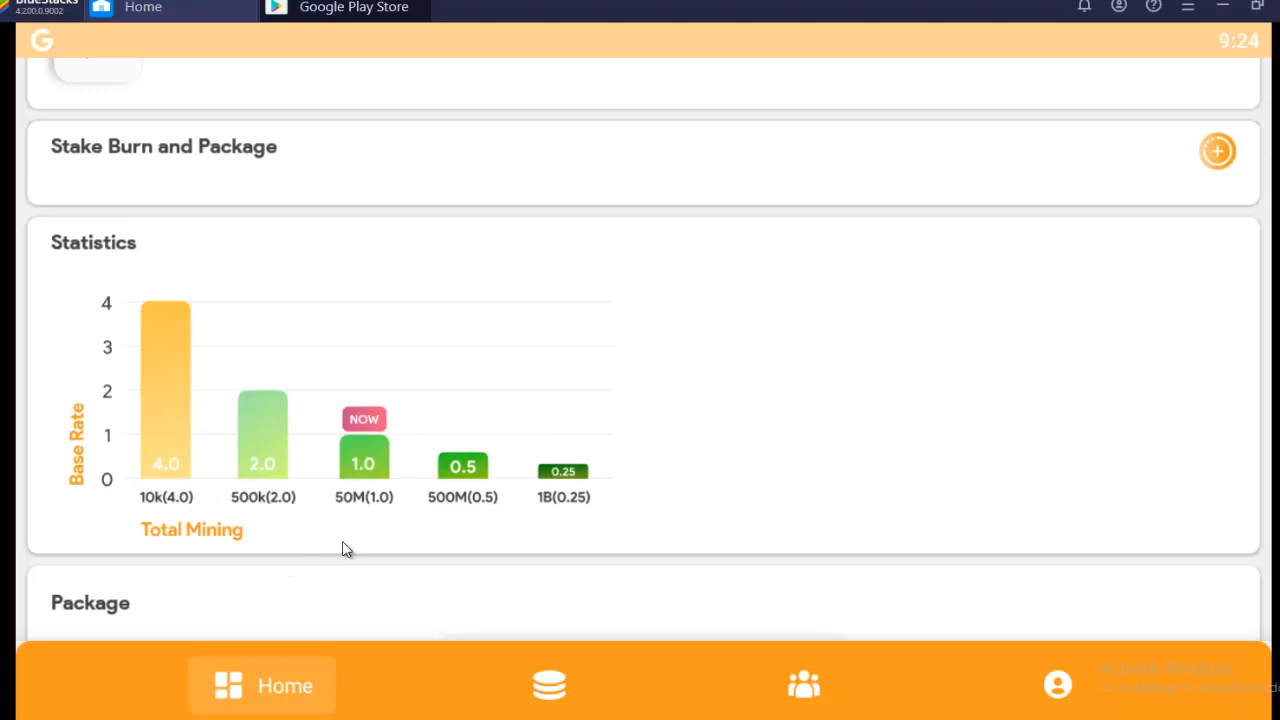 BlueStacks
4.200.0.9002
Home
Google Play Store
G
9:24
Stake Burn and Package
Statistics
4
3
2
1
0
Base Rate
NOW
4.0
2.0
1.0
0.5
0.25
10k(4.0)
500k(2.0)
50M(1.0)
500M(0.5)
1B(0.25)
Total Mining
Package
Home
Activate Windows